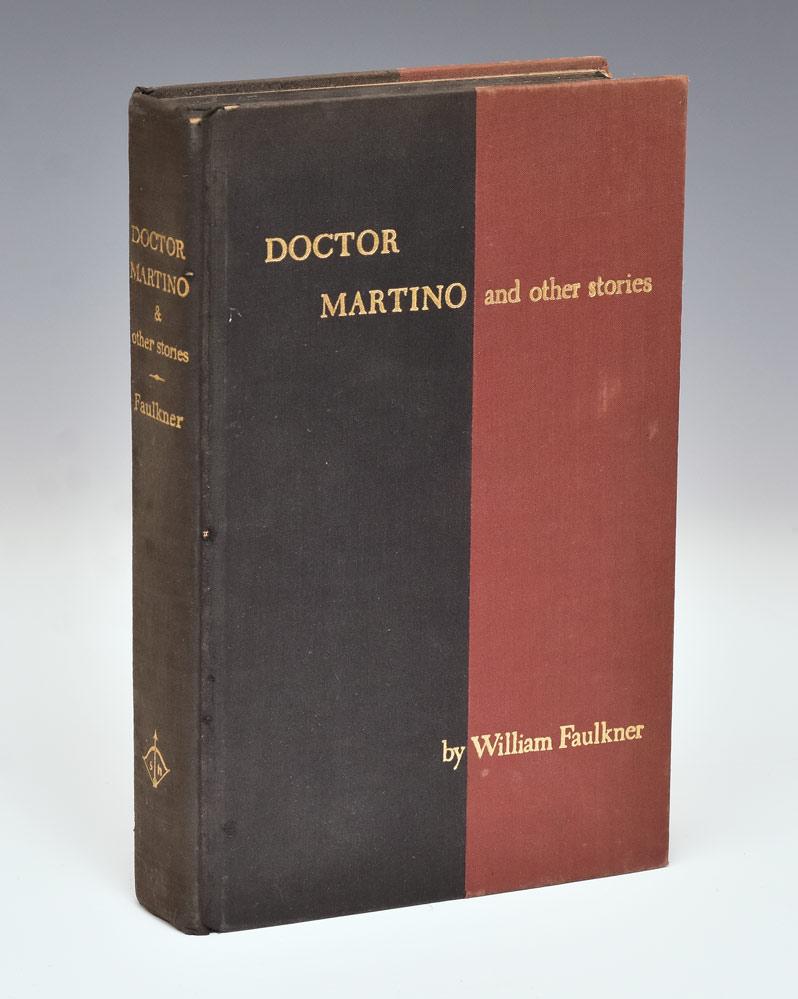 DOCTOR
MARTINO
&
other stories
Faulkner
s h
DOCTOR
MARTINO and other stories
by William Faulkner